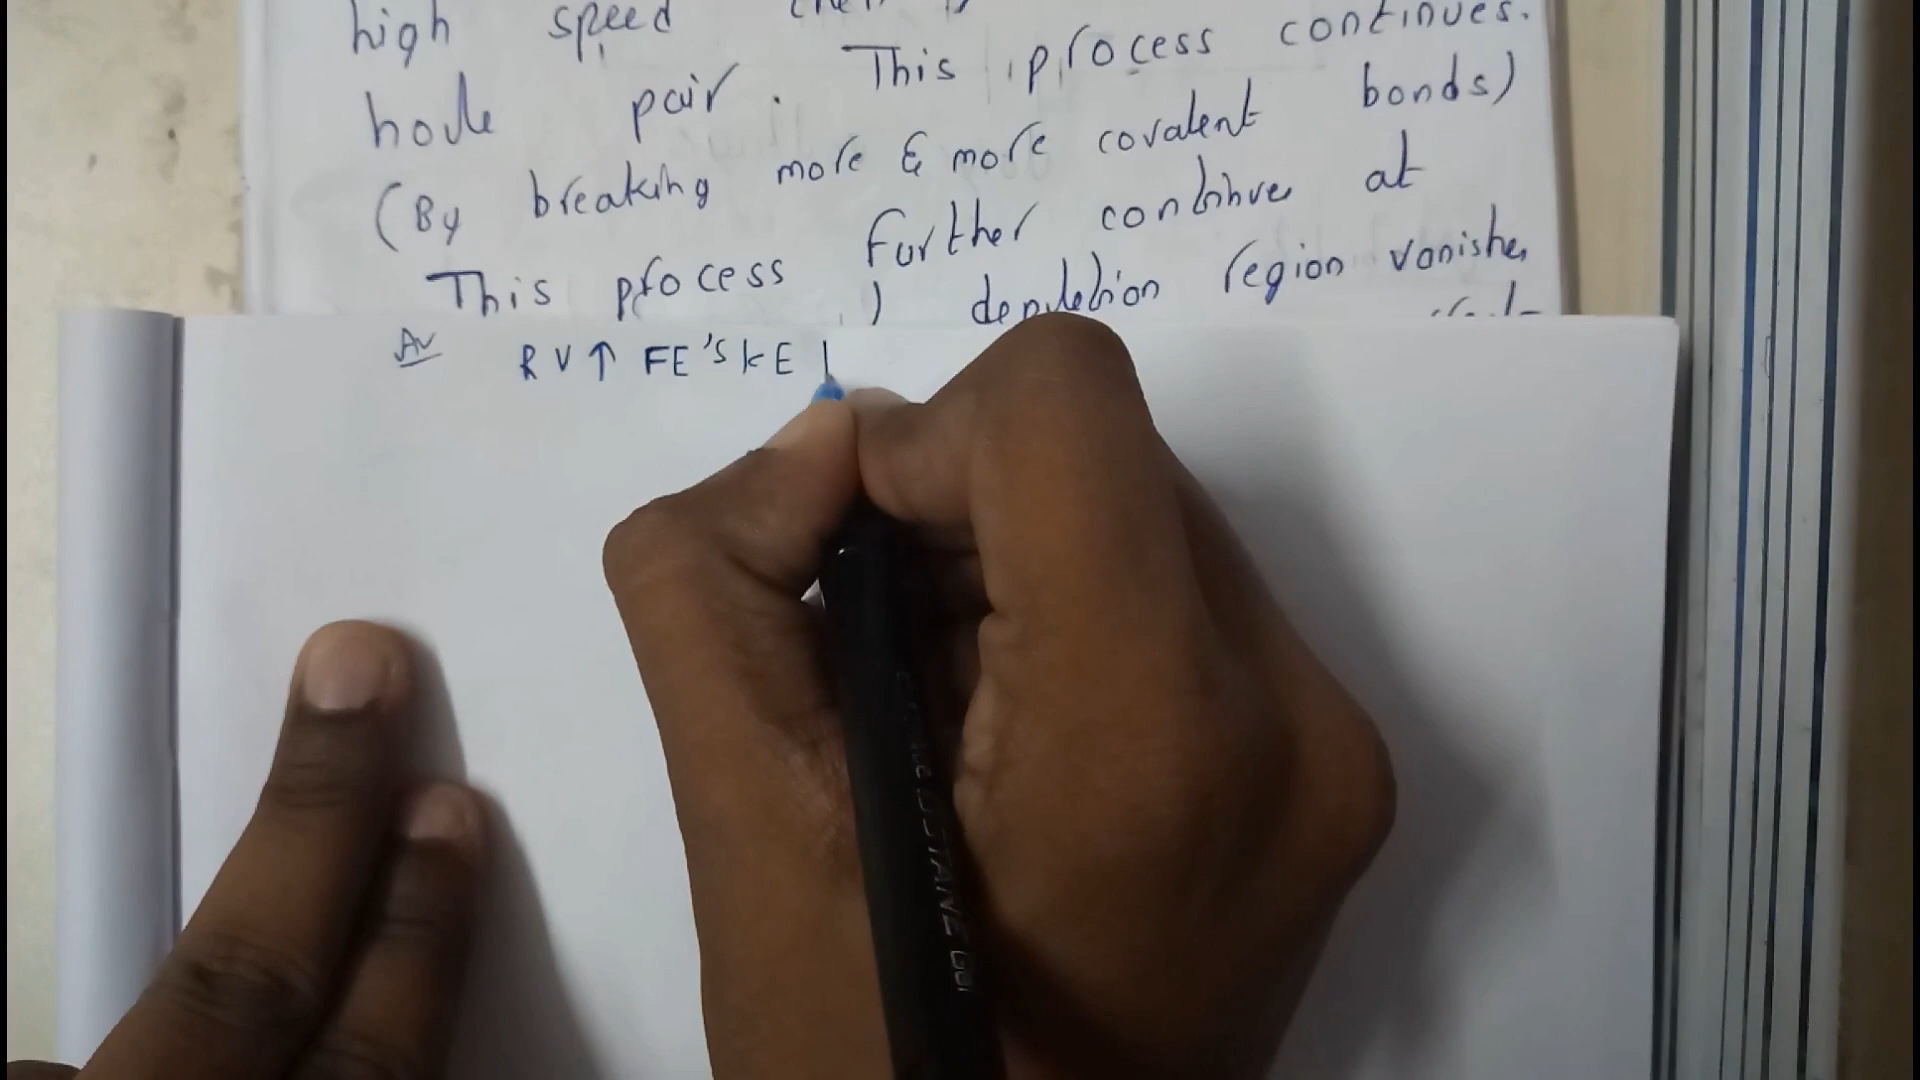 high speed
hole pair. This process continues.
(By breaking more & more covalent bonds)
This process further continue at
depletion region vanishes
Av RV↑ FE's KE